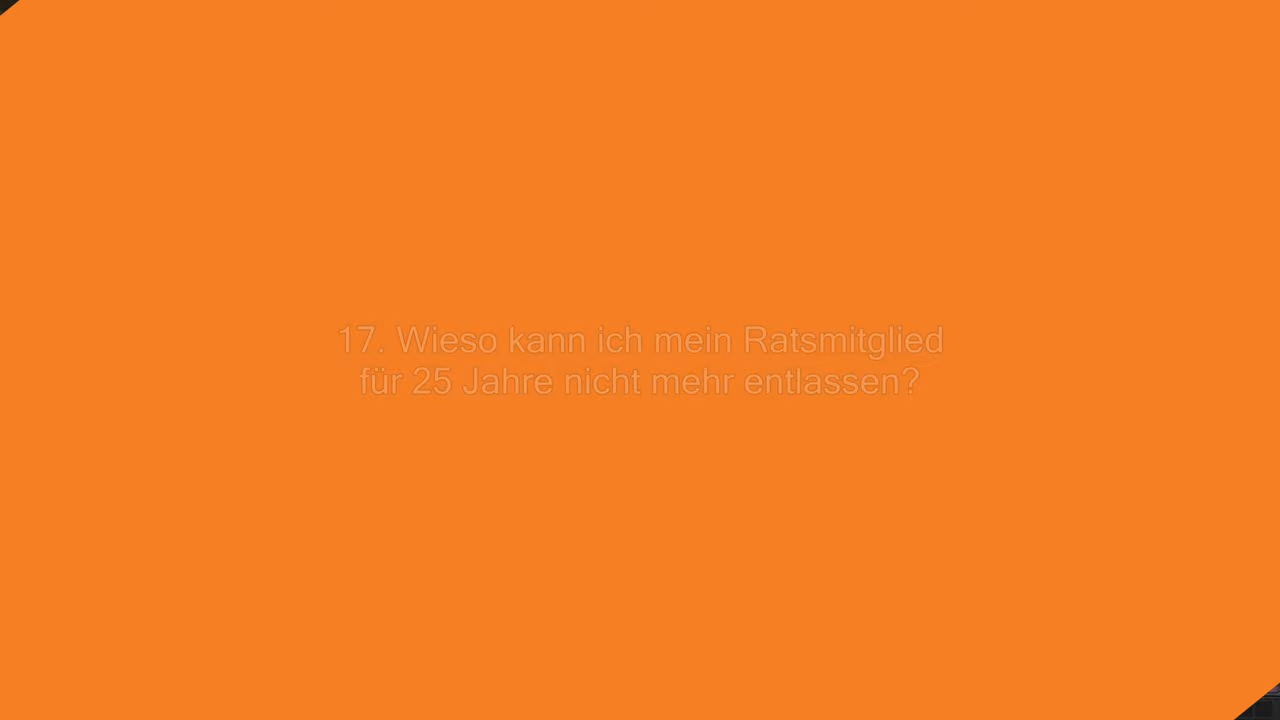 17. Wieso kann ich mein Ratsmitglied
für 25 Jahre nicht mehr entlassen?